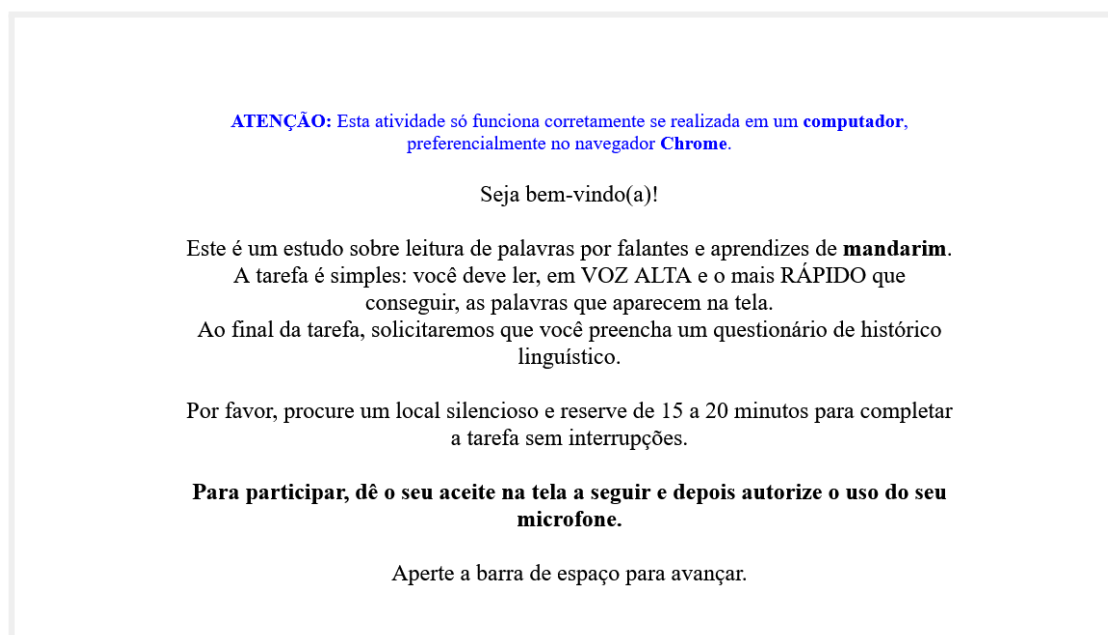 ATENÇÃO: Esta atividade só funciona corretamente se realizada em um computador,
preferencialmente no navegador Chrome.
Seja bem-vindo(a)!
Este é um estudo sobre leitura de palavras por falantes e aprendizes de mandarim.
A tarefa é simples: você deve ler, em VOZ ALTA e o mais RÁPIDO que
conseguir, as palavras que aparecem na tela.
Ao final da tarefa, solicitaremos que você preencha um questionário de histórico
linguístico.
Por favor, procure um local silencioso e reserve de 15 a 20 minutos para completar
a tarefa sem interrupções.
Para participar, dê o seu aceite na tela a seguir e depois autorize o uso do seu
microfone.
Aperte a barra de espaço para avançar.